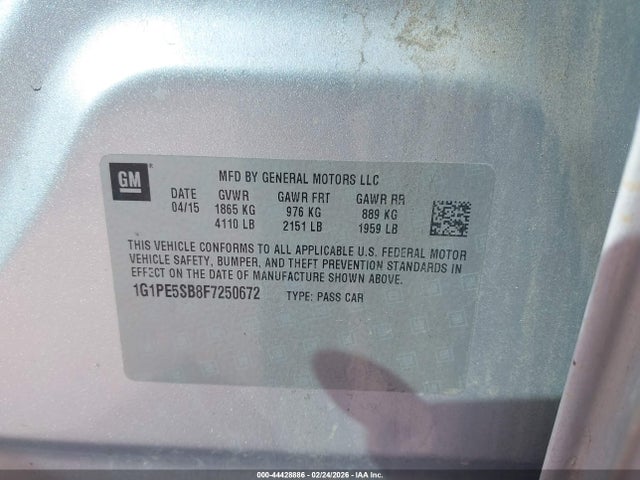 GM®
MFD BY GENERAL MOTORS LLC
DATE GVWR GAWR FRT GAWR RR
04/15 1865 KG 976 KG 889 KG
4110 LB 2151 LB 1959 LB
THIS VEHICLE CONFORMS TO ALL APPLICABLE U.S. FEDERAL MOTOR
VEHICLE SAFETY, BUMPER, AND THEFT PREVENTION STANDARDS IN
EFFECT ON THE DATE OF MANUFACTURE SHOWN ABOVE.
1G1PE5SB8F7250672 TYPE: PASS CAR
000-44428886 - 02/24/2026 - IAA Inc.